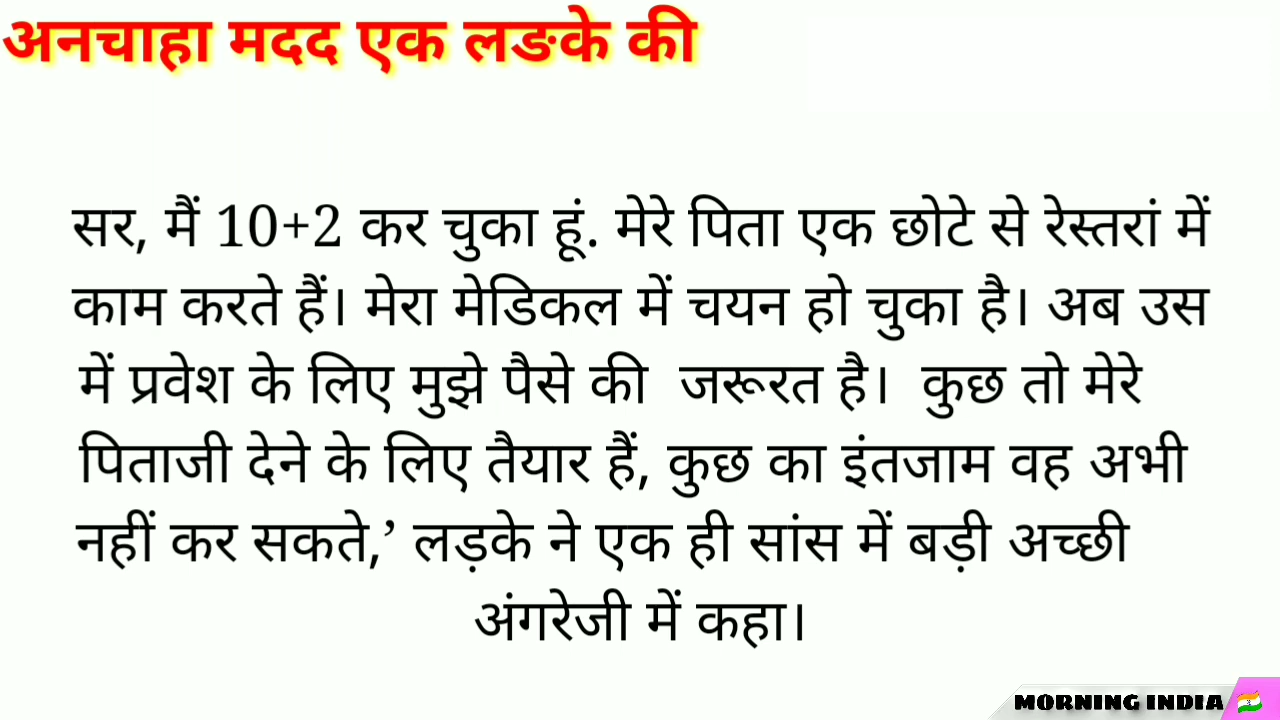 अनचाहा मदद एक लङके की
सर, मैं 10+2 कर चुका हूं. मेरे पिता एक छोटे से रेस्तरां में
काम करते हैं। मेरा मेडिकल में चयन हो चुका है। अब उस
में प्रवेश के लिए मुझे पैसे की जरूरत है। कुछ तो मेरे
पिताजी देने के लिए तैयार हैं, कुछ का इंतजाम वह अभी
नहीं कर सकते,’ लड़के ने एक ही सांस में बड़ी अच्छी
अंगरेजी में कहा।
MORNING INDIA